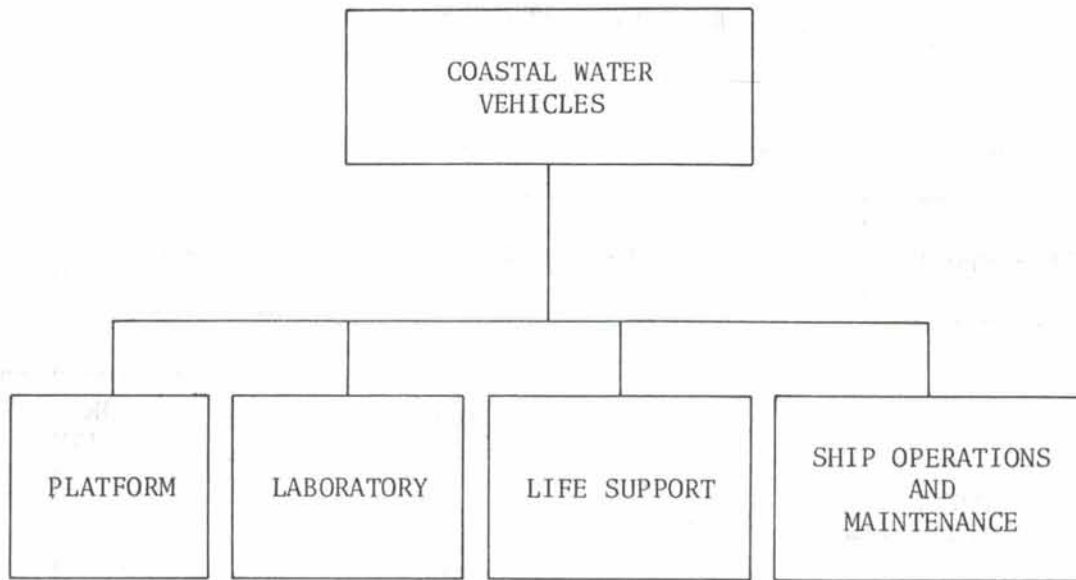 COASTAL WATER
VEHICLES
PLATFORM
LABORATORY
LIFE SUPPORT
SHIP OPERATIONS
AND
MAINTENANCE